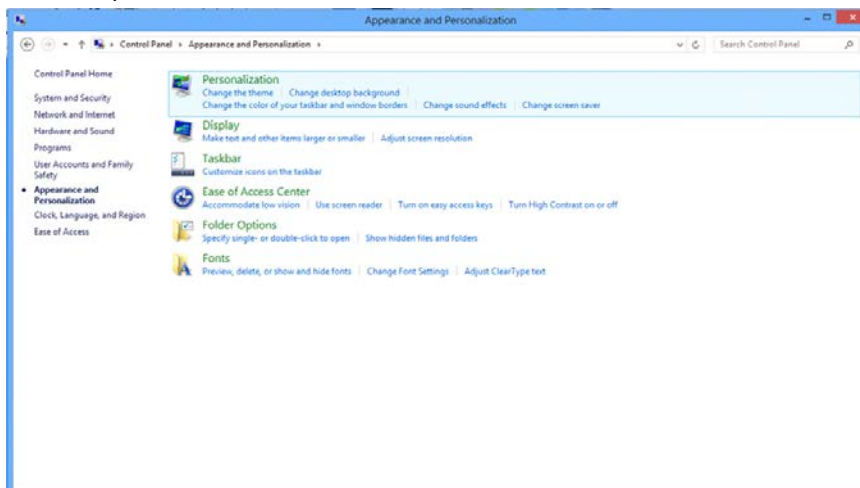 Appearance and Personalization
Control Panel
Appearance and Personalization
Search Control Panel
Control Panel Home
System and Security
Network and Internet
Hardware and Sound
Programs
User Accounts and Family
Safety
Appearance and
Personalization
Clock, Language, and Region
Ease of Access
Personalization
Change the theme | Change desktop background |
Change the color of your taskbar and window borders | Change sound effects | Change screen saver
Display
Make text and other items larger or smaller | Adjust screen resolution
Taskbar
Customize icons on the taskbar
Ease of Access Center
Accommodate low vision | Use screen reader | Turn on easy access keys | Turn High Contrast on or off
Folder Options
Specify single- or double-click to open | Show hidden files and folders
Fonts
Preview, delete, or show and hide fonts | Change Font Settings | Adjust ClearType text